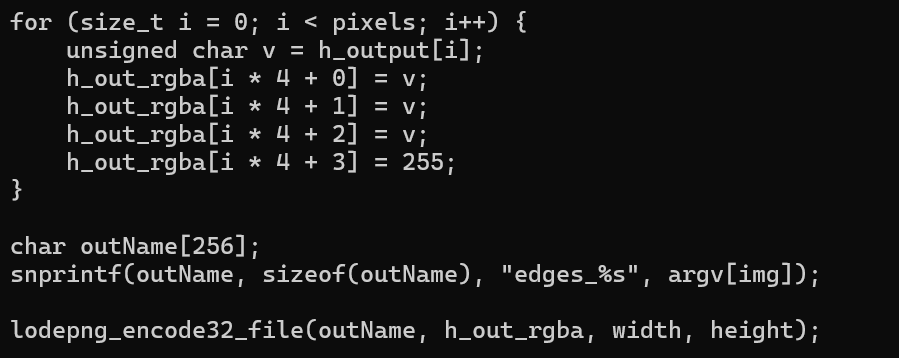 for (size_t i = 0; i < pixels; i++) {
    unsigned char v = h_output[i];
    h_out_rgba[i * 4 + 0] = v;
    h_out_rgba[i * 4 + 1] = v;
    h_out_rgba[i * 4 + 2] = v;
    h_out_rgba[i * 4 + 3] = 255;
}

char outName[256];
snprintf(outName, sizeof(outName), "edges_%s", argv[img]);

lodepng_encode32_file(outName, h_out_rgba, width, height);